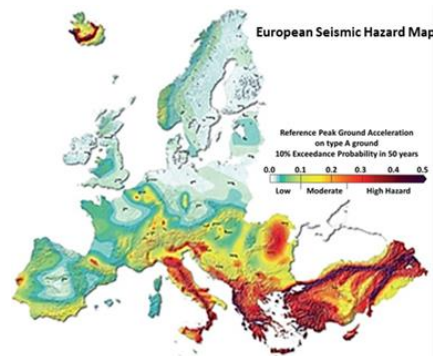 European Seismic Hazard Map
Reference Peak Ground Acceleration
on type A ground
10% Exceedance Probability in 50 years
0.0 0.1 0.2 0.3 0.4 0.5
Low Moderate High Hazard